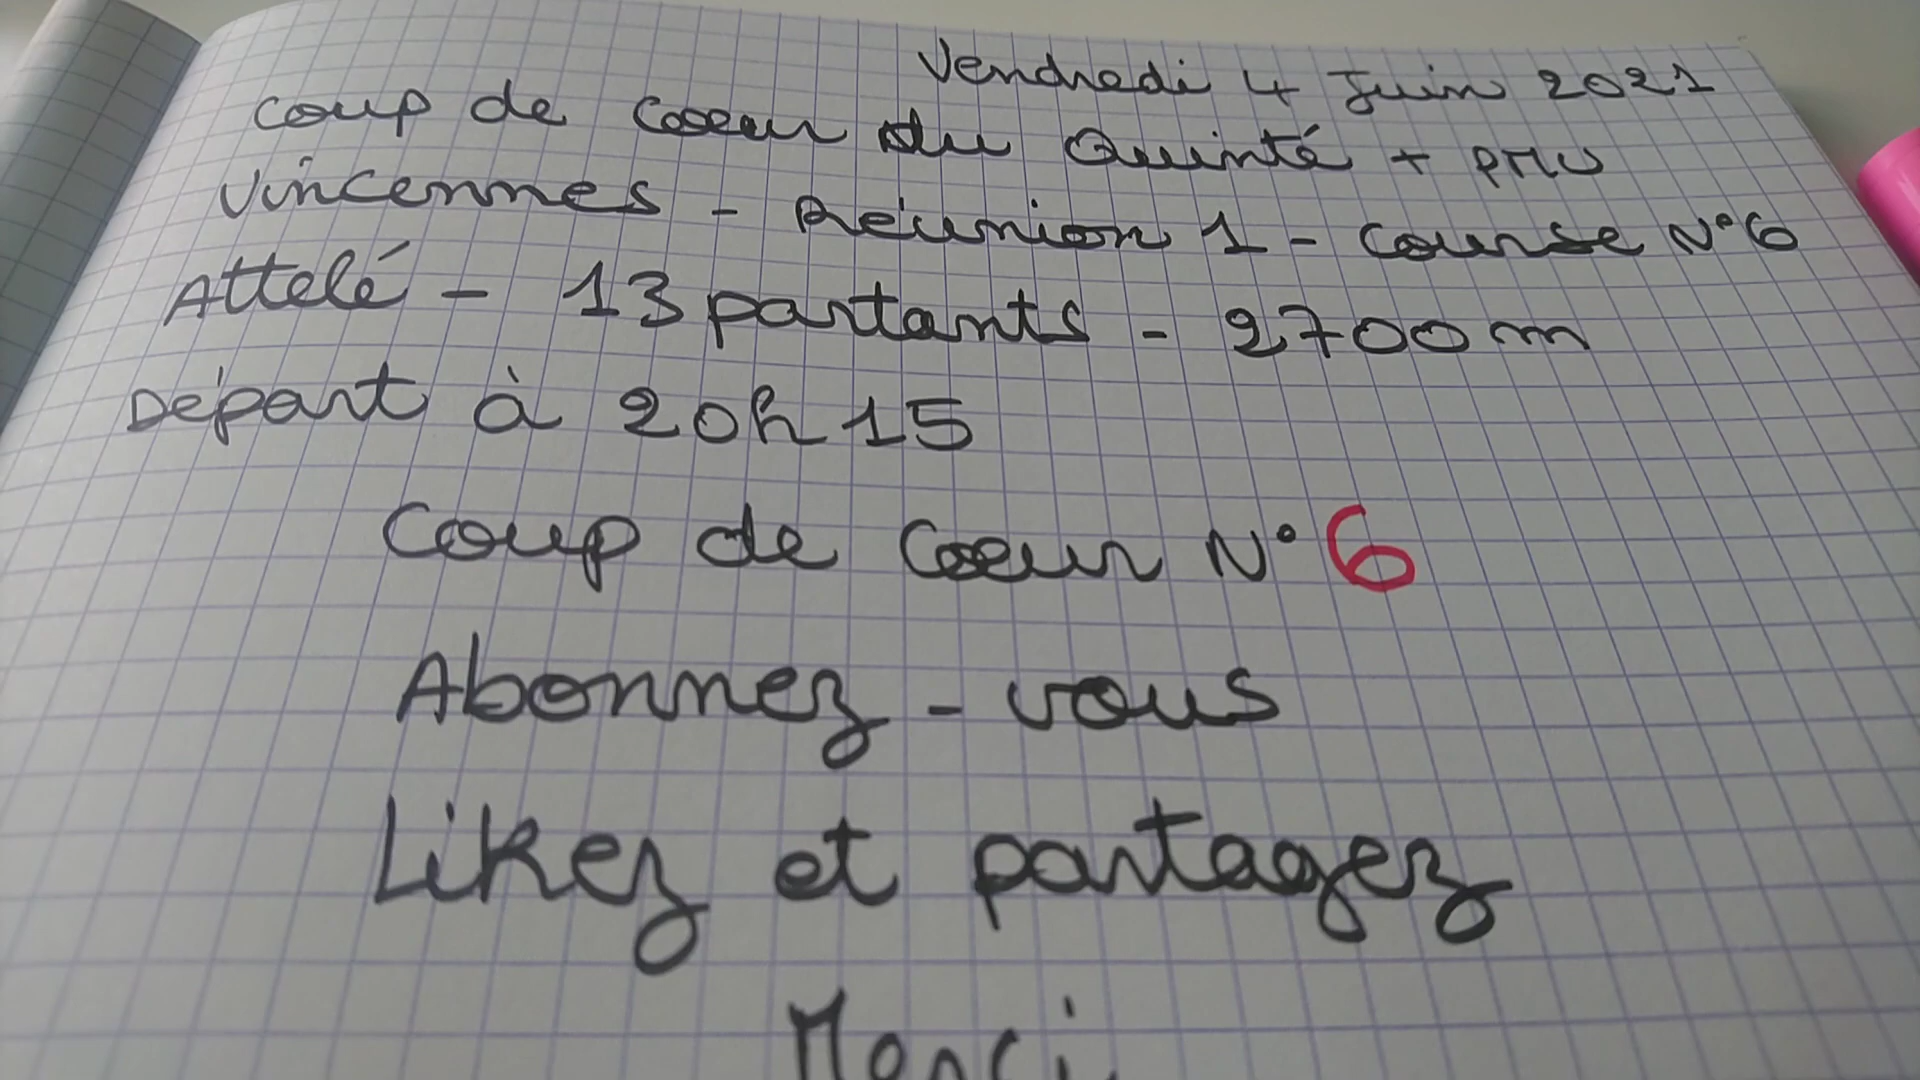 Vendredi 4 Juin 2021
Coup de Coeur du Quinté + PMU
Vincennes - Réunion 1 - Course N°6
Attelé - 13 partants - 2700 m
Départ à 20h15
Coup de Coeur N° 6
Abonnez-vous
Likez et partagez
Merci